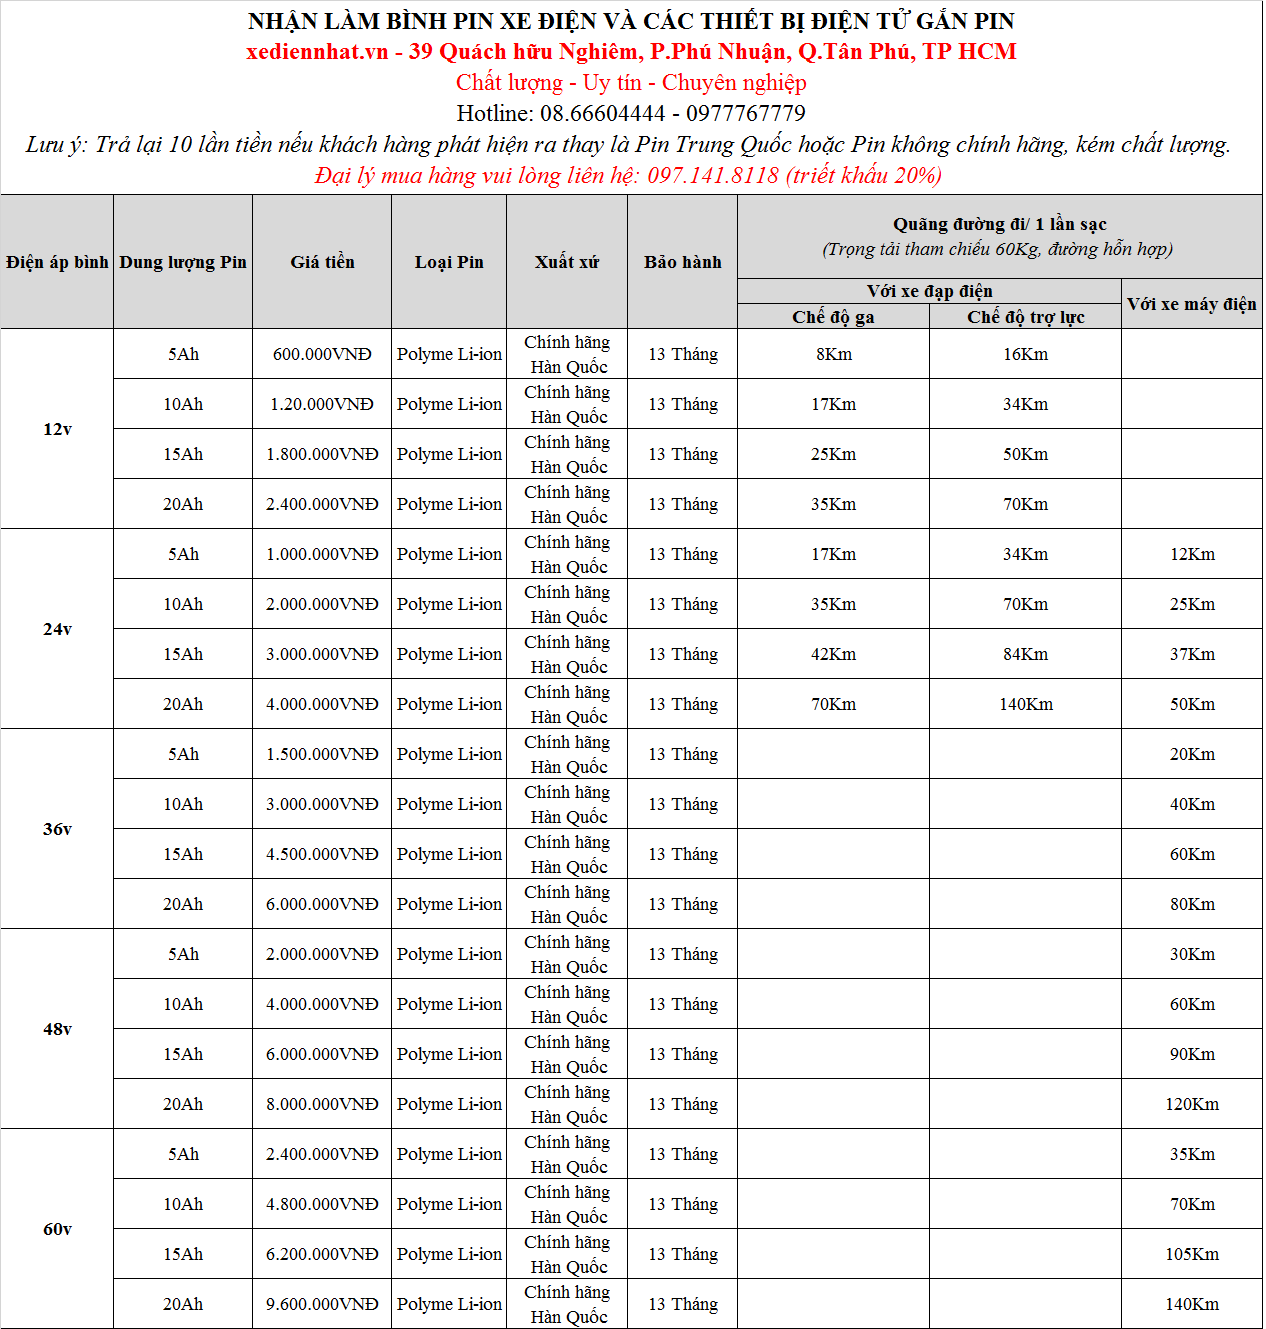 NHẬN LÀM BÌNH PIN XE ĐIỆN VÀ CÁC THIẾT BỊ ĐIỆN TỬ GẮN PIN
xediennhat.vn - 39 Quách hữu Nghiêm, P.Phú Nhuận, Q.Tân Phú, TP HCM
Chất lượng - Uy tín - Chuyên nghiệp
Hotline: 08.66604444 - 0977767779
Lưu ý: Trả lại 10 lần tiền nếu khách hàng phát hiện ra thay là Pin Trung Quốc hoặc Pin không chính hãng, kém chất lượng.
Đại lý mua hàng vui lòng liên hệ: 097.141.8118 (triết khấu 20%)
Điện áp bình Dung lượng Pin Giá tiền Loại Pin Xuất xứ Bảo hành Quãng đường đi/ 1 lần sạc
(Trọng tải tham chiếu 60Kg, đường hỗn hợp)
Với xe đạp điện Với xe máy điện
Chế độ ga Chế độ trợ lực
12v
5Ah 600.000VNĐ Polyme Li-ion Chính hãng Hàn Quốc 13 Tháng 8Km 16Km
10Ah 1.20.000VNĐ Polyme Li-ion Chính hãng Hàn Quốc 13 Tháng 17Km 34Km
15Ah 1.800.000VNĐ Polyme Li-ion Chính hãng Hàn Quốc 13 Tháng 25Km 50Km
20Ah 2.400.000VNĐ Polyme Li-ion Chính hãng Hàn Quốc 13 Tháng 35Km 70Km
24v
5Ah 1.000.000VNĐ Polyme Li-ion Chính hãng Hàn Quốc 13 Tháng 17Km 34Km 12Km
10Ah 2.000.000VNĐ Polyme Li-ion Chính hãng Hàn Quốc 13 Tháng 35Km 70Km 25Km
15Ah 3.000.000VNĐ Polyme Li-ion Chính hãng Hàn Quốc 13 Tháng 42Km 84Km 37Km
20Ah 4.000.000VNĐ Polyme Li-ion Chính hãng Hàn Quốc 13 Tháng 70Km 140Km 50Km
36v
5Ah 1.500.000VNĐ Polyme Li-ion Chính hãng Hàn Quốc 13 Tháng 20Km
10Ah 3.000.000VNĐ Polyme Li-ion Chính hãng Hàn Quốc 13 Tháng 40Km
15Ah 4.500.000VNĐ Polyme Li-ion Chính hãng Hàn Quốc 13 Tháng 60Km
20Ah 6.000.000VNĐ Polyme Li-ion Chính hãng Hàn Quốc 13 Tháng 80Km
48v
5Ah 2.000.000VNĐ Polyme Li-ion Chính hãng Hàn Quốc 13 Tháng 30Km
10Ah 4.000.000VNĐ Polyme Li-ion Chính hãng Hàn Quốc 13 Tháng 60Km
15Ah 6.000.000VNĐ Polyme Li-ion Chính hãng Hàn Quốc 13 Tháng 90Km
20Ah 8.000.000VNĐ Polyme Li-ion Chính hãng Hàn Quốc 13 Tháng 120Km
60v
5Ah 2.400.000VNĐ Polyme Li-ion Chính hãng Hàn Quốc 13 Tháng 35Km
10Ah 4.800.000VNĐ Polyme Li-ion Chính hãng Hàn Quốc 13 Tháng 70Km
15Ah 6.200.000VNĐ Polyme Li-ion Chính hãng Hàn Quốc 13 Tháng 105Km
20Ah 9.600.000VNĐ Polyme Li-ion Chính hãng Hàn Quốc 13 Tháng 140Km